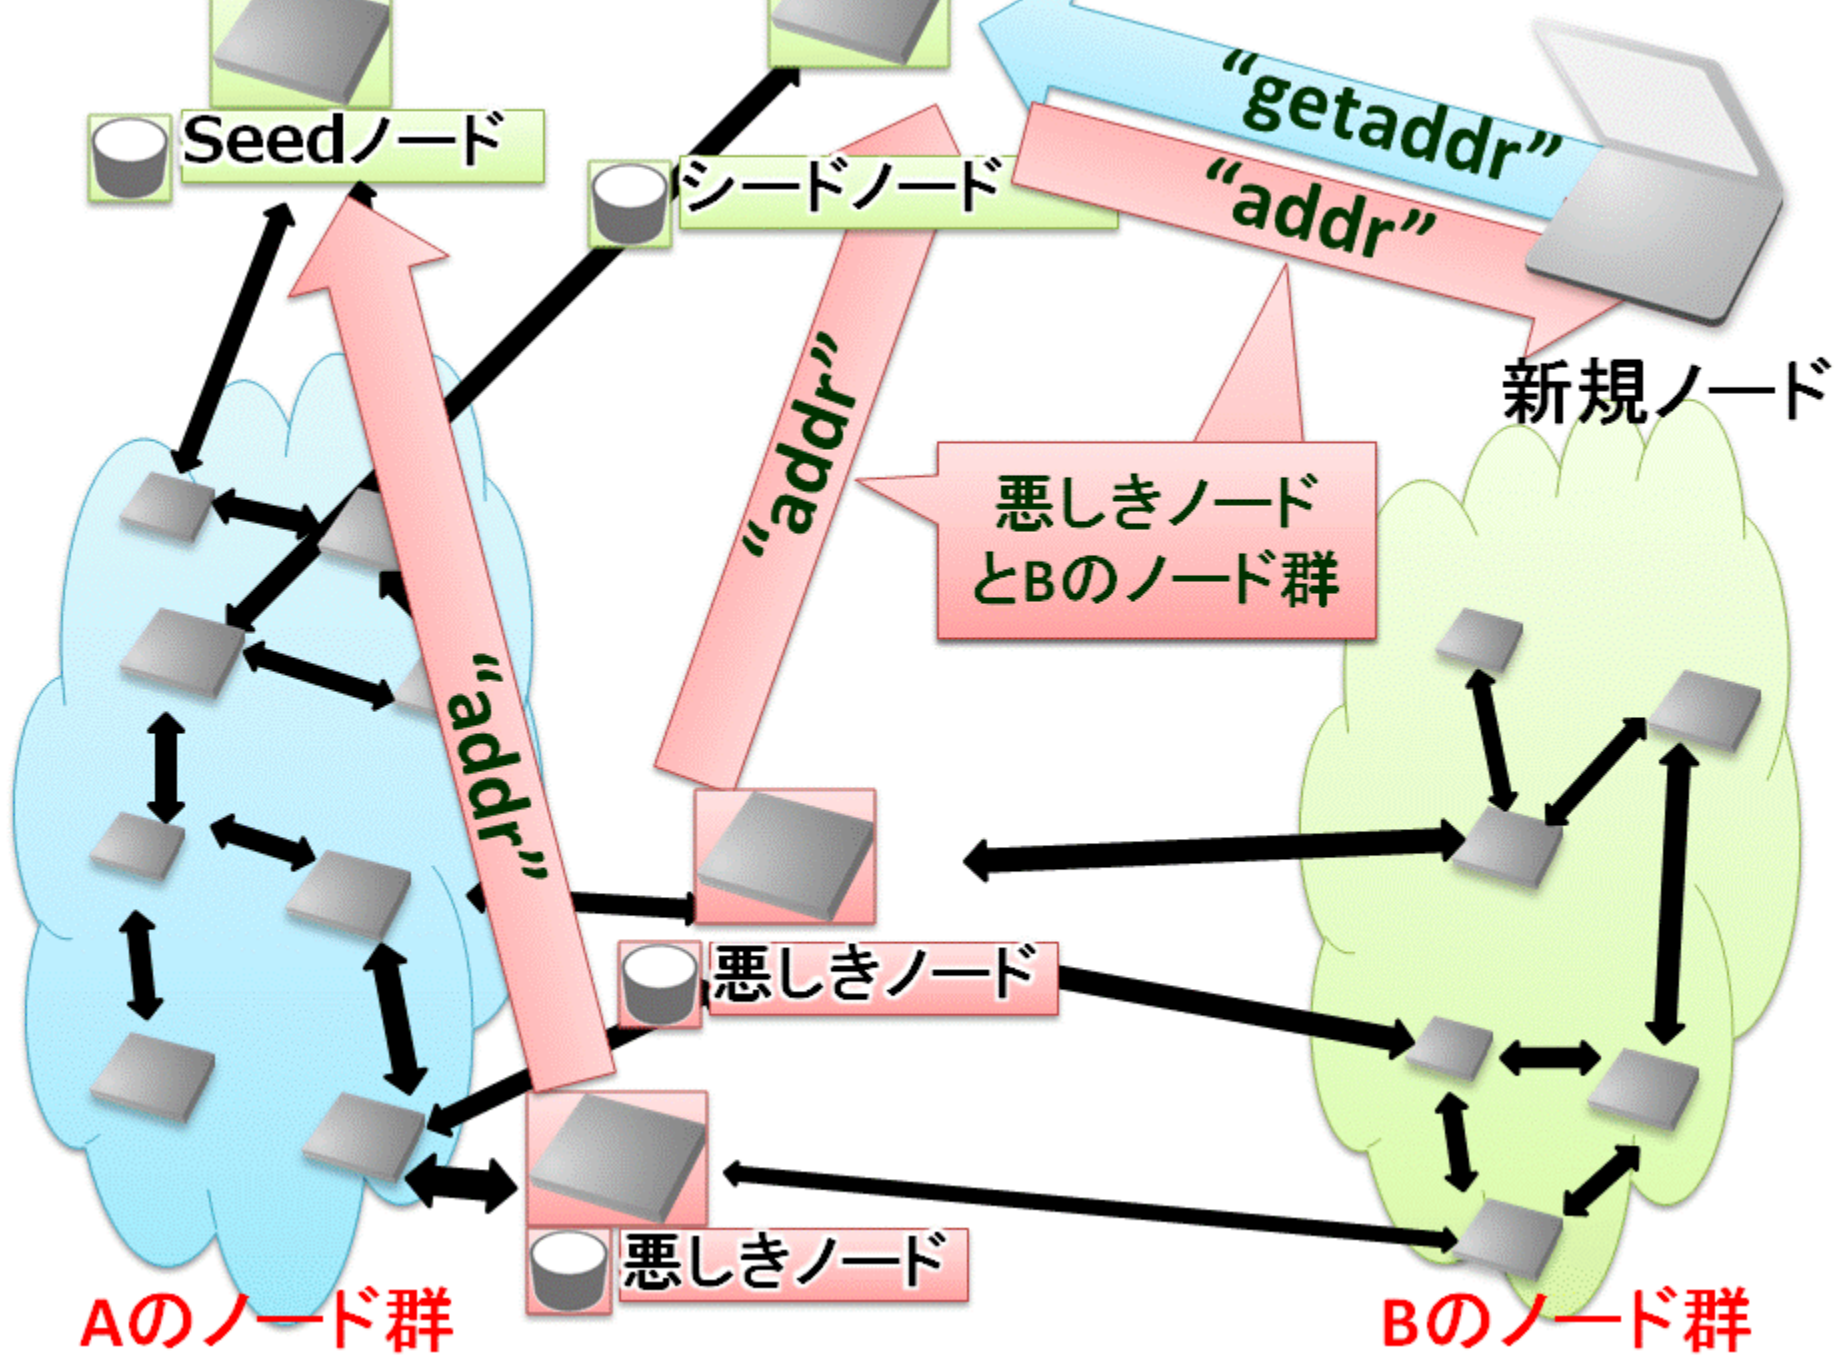 Seedノード
シードノード
“getaddr”
“addr”
新規ノード
“addr”
悪しきノード
とBのノード群
“addr”
悪しきノード
悪しきノード
Aのノード群
Bのノード群